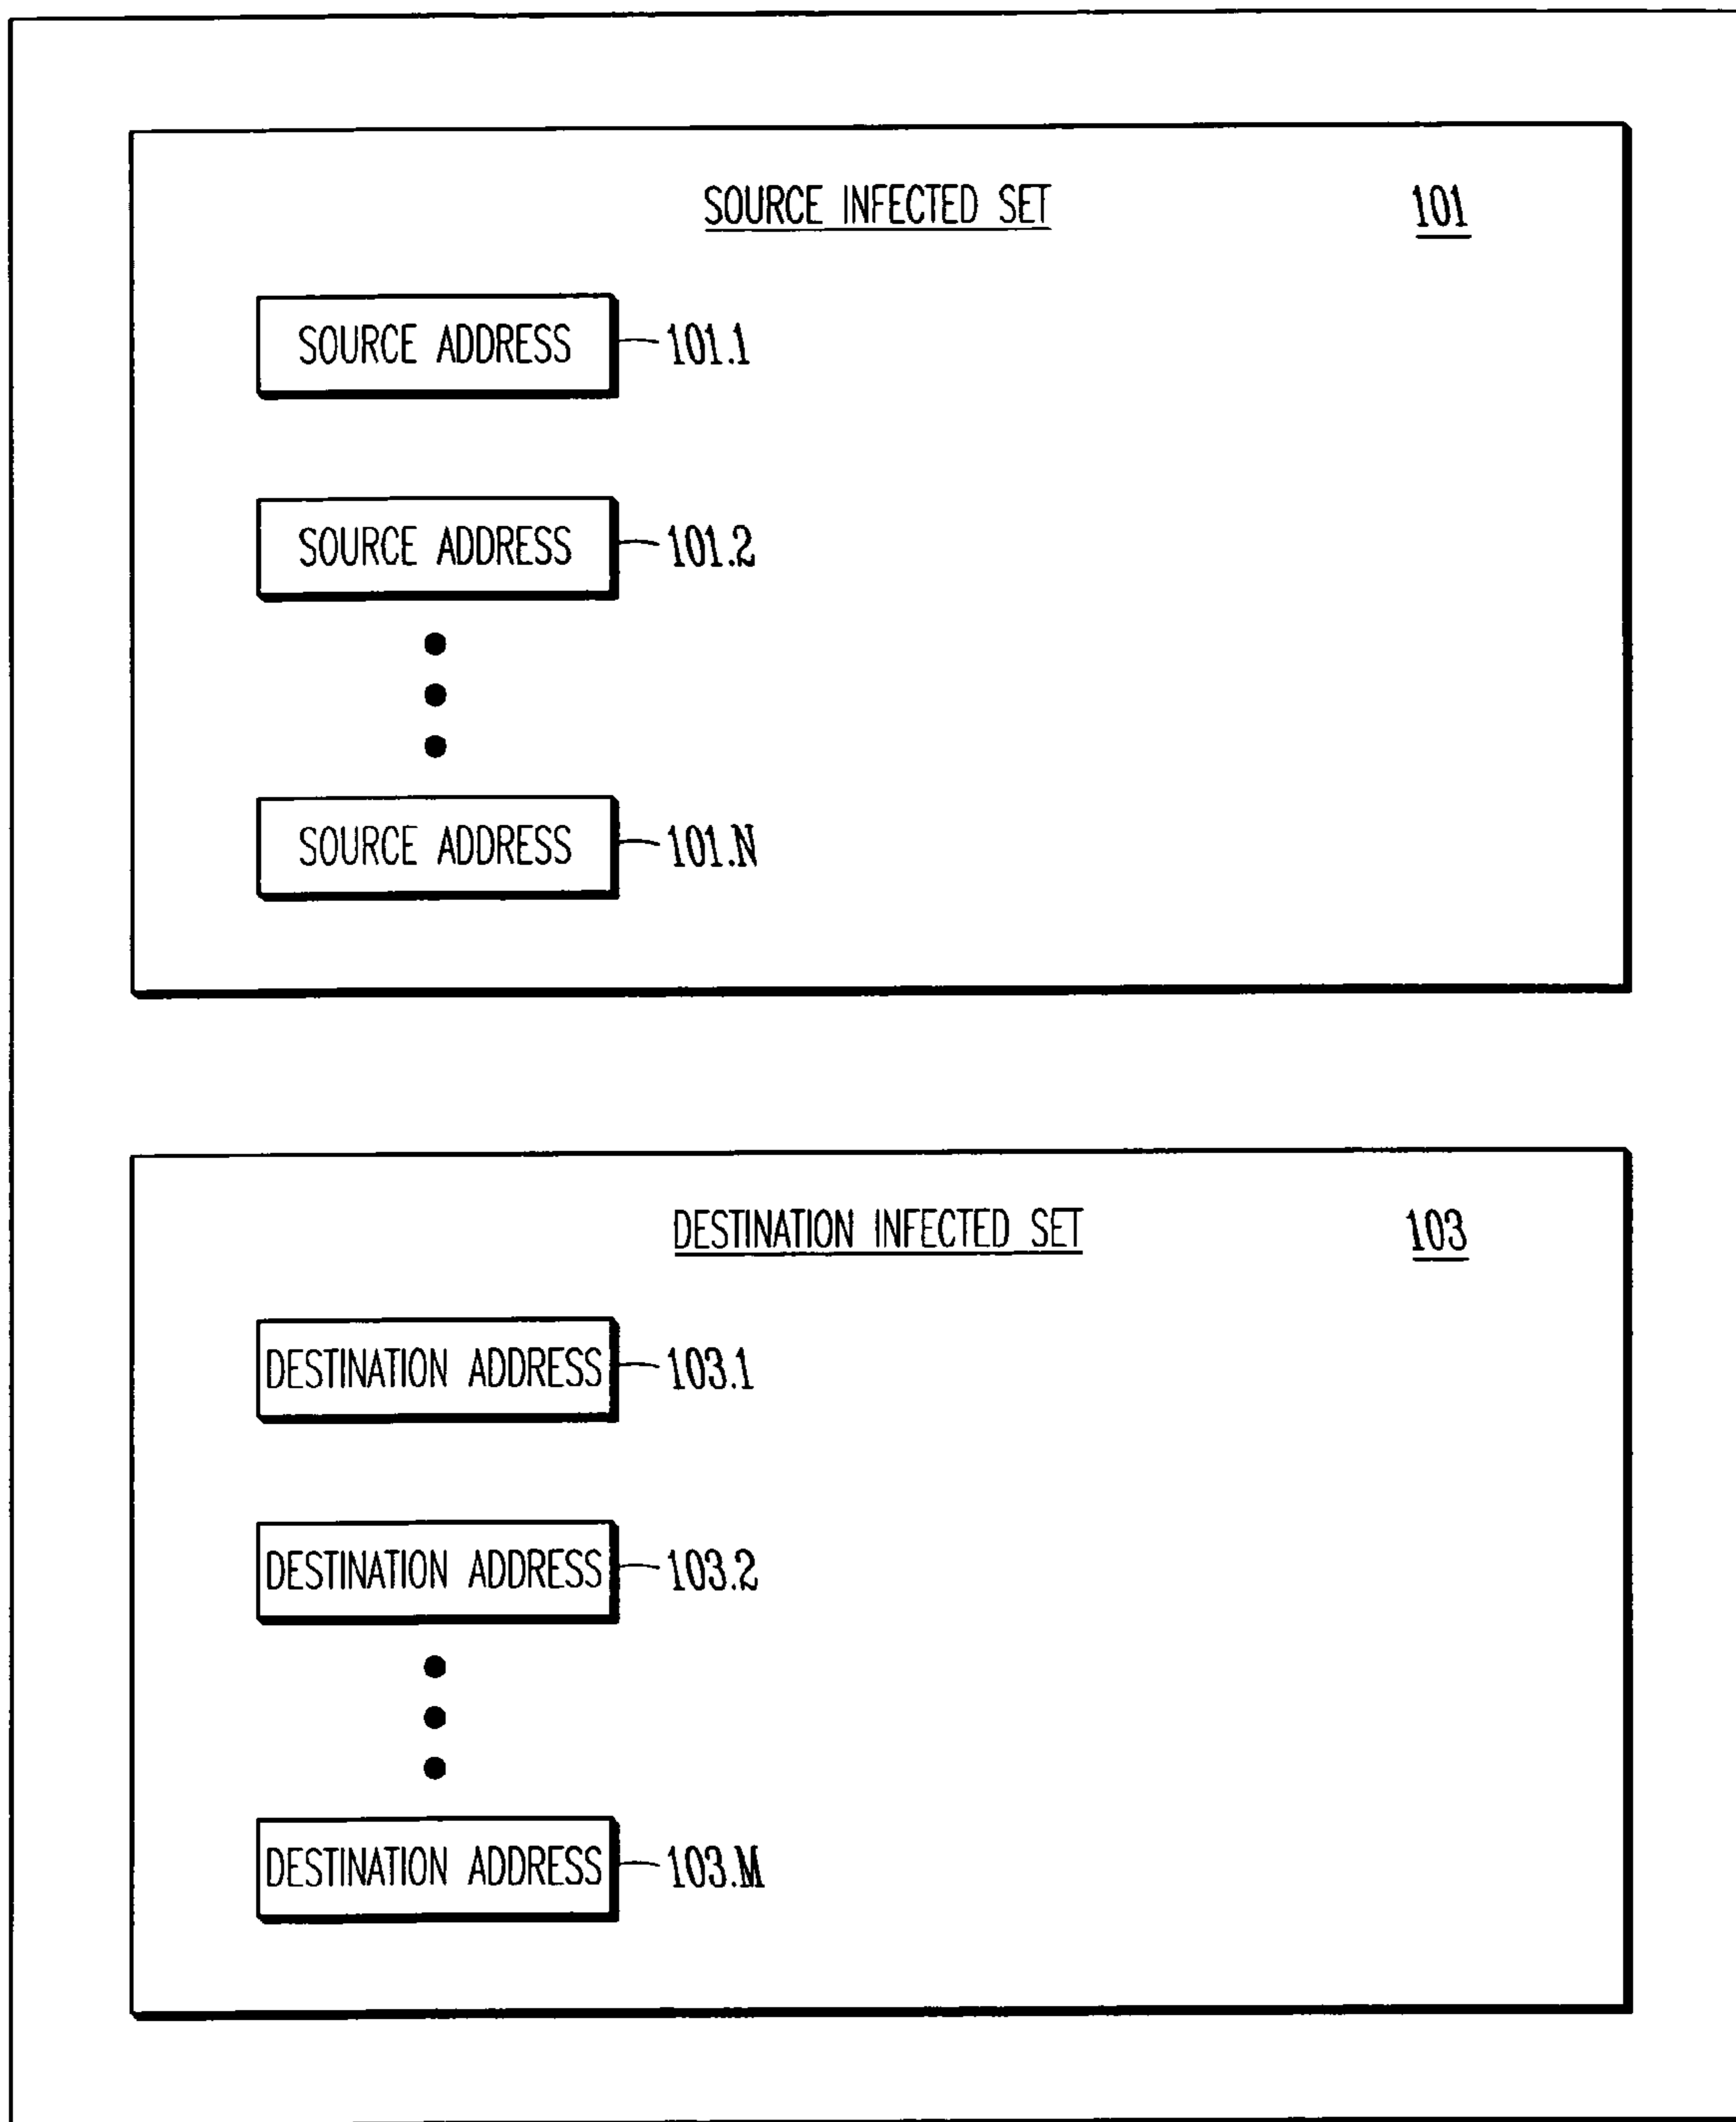 SOURCE INFECTED SET 101
SOURCE ADDRESS 101.1
SOURCE ADDRESS 101.2
SOURCE ADDRESS 101.N
DESTINATION INFECTED SET 103
DESTINATION ADDRESS 103.1
DESTINATION ADDRESS 103.2
DESTINATION ADDRESS 103.M